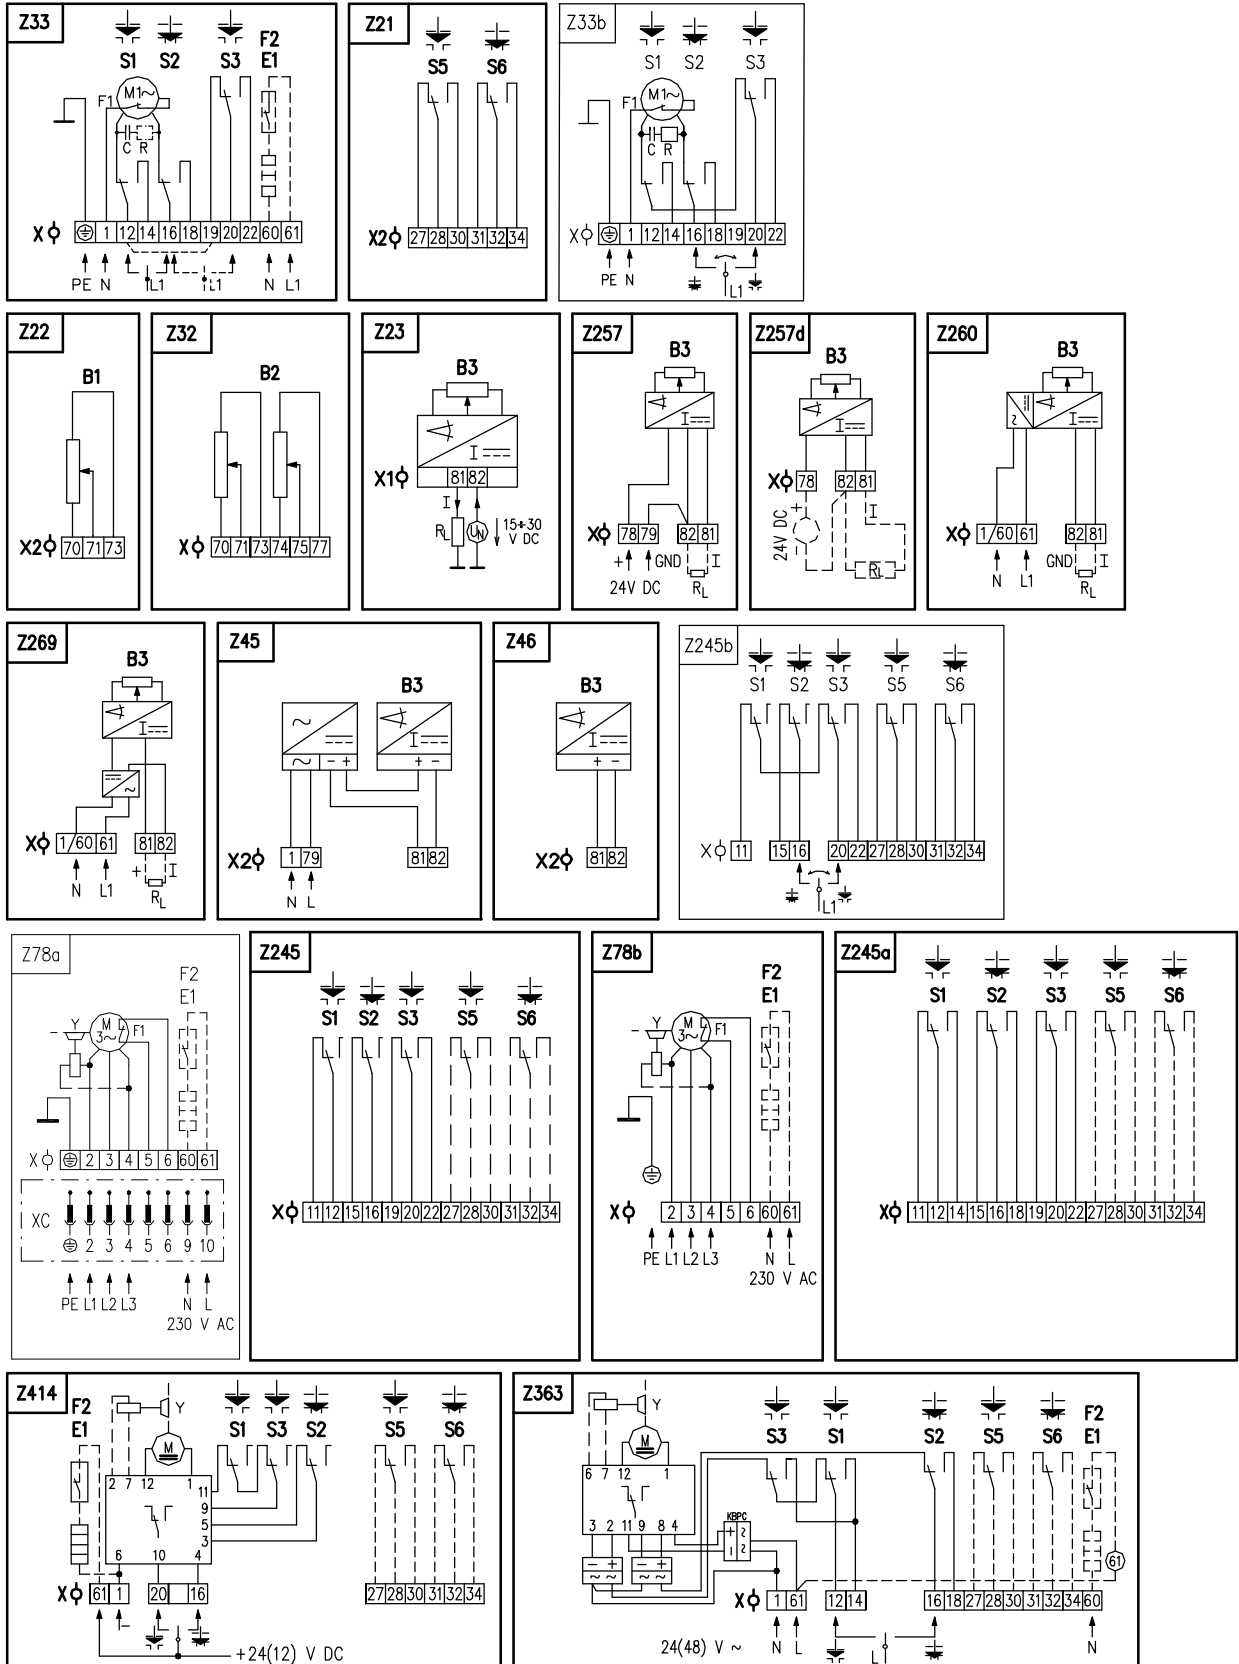 Z33
S1 S2 S3 F2
E1
F1 M1~
C R
X 1 12 14 16 18 19 20 22 60 61
PE N L1 L1 N L1
Z21
S5 S6
X2 27 28 30 31 32 34
Z33b
S1 S2 S3
F1 M1~
C R
X 1 12 14 16 18 19 20 22
PE N L1
Z22
B1
X2 70 71 73
Z32
B2
X 70 71 73 74 75 77
Z23
B3
I
X1 81 82
I
RL UN 15÷30
V DC
Z257
B3
I
X 78 79 82 81
+ GND I
24V DC RL
Z257d
B3
I
X 78 82 81
+ I
24V DC RL
Z260
B3
~ I
X 1/60 61 82 81
GND I
N L1 RL
Z269
B3
I
~
X 1/60 61 81 82
+ I
N L1 RL
Z45
B3
~ I
~ - + + -
X2 1 79 81 82
N L
Z46
B3
I
+ -
X2 81 82
Z245b
S1 S2 S3 S5 S6
X 11 15 16 20 22 27 28 30 31 32 34
L1
Z78a
F2
E1
- Y M
3~ F1
X 2 3 4 5 6 60 61
XC
2 3 4 5 6 9 10
PE L1 L2 L3 N L
230 V AC
Z245
S1 S2 S3 S5 S6
X 11 12 15 16 19 20 22 27 28 30 31 32 34
Z78b
F2
E1
- Y M
3~ F1
X 2 3 4 5 6 60 61
PE L1 L2 L3 N L
230 V AC
Z245a
S1 S2 S3 S5 S6
X 11 12 14 15 16 18 19 20 22 27 28 30 31 32 34
Z414
F2
E1
Y
M
S1 S3 S2 S5 S6
2 7 12 1
11
9
5
3
6 10 4
X 61 1 20 16 27 28 30 31 32 34
-
+24(12) V DC
Z363
Y
M
S3 S1 S2 S5 S6 F2
E1
6 7 12 1
3 2 11 9 8 4
KBPC
+ ~
- ~
- + - +
~ ~ ~ ~
61
X 1 61 12 14 16 18 27 28 30 31 32 34 60
24(48) V ~ N L L N